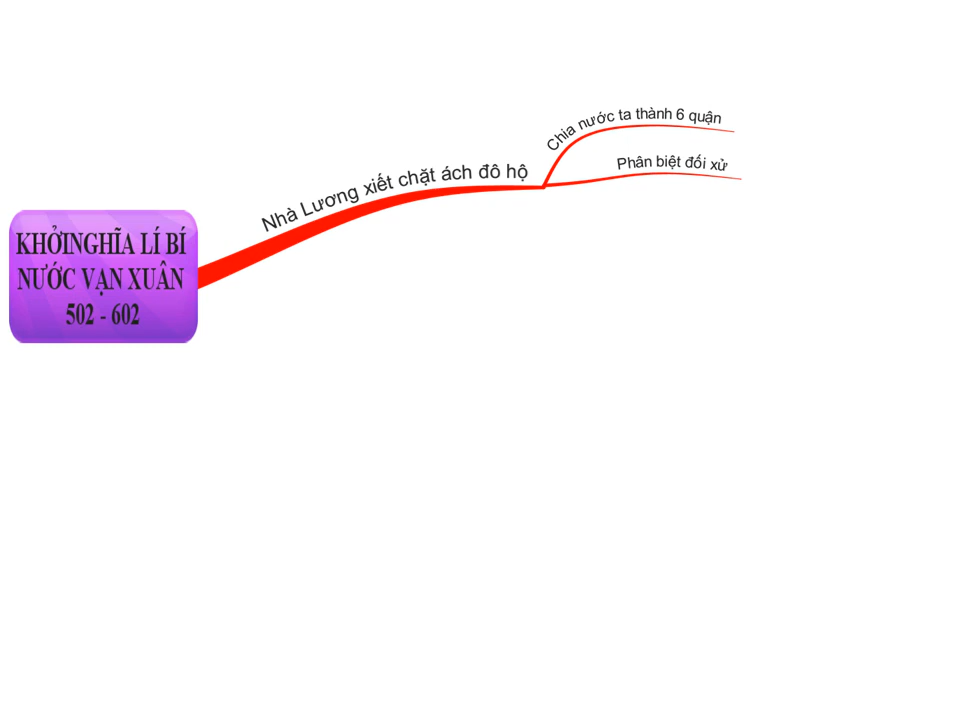 KHỞINGHĨA LÍ BÍ
NƯỚC VẠN XUÂN
502 - 602
Nhà Lương xiết chặt ách đô hộ
Chia nước ta thành 6 quận
Phân biệt đối xử